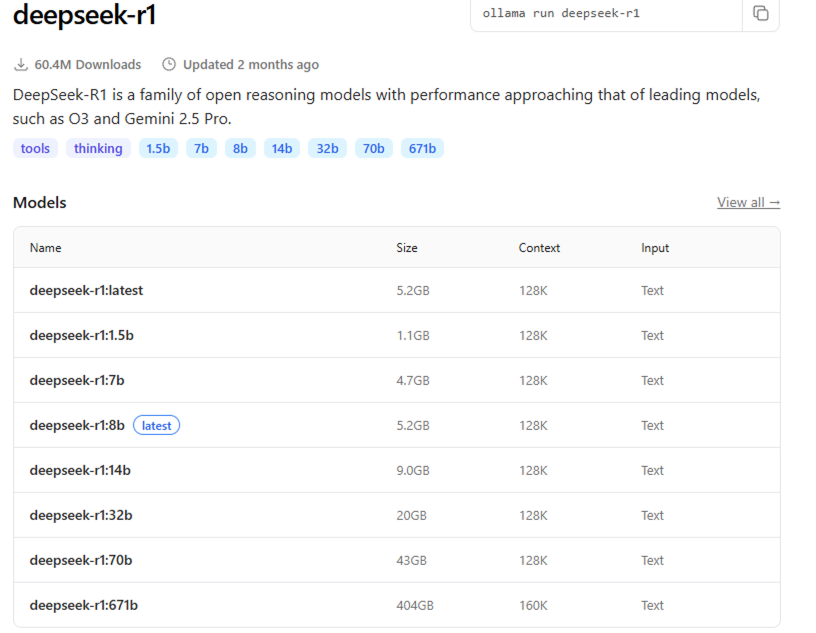 deepseek-r1
ollama run deepseek-r1
60.4M Downloads Updated 2 months ago
DeepSeek-R1 is a family of open reasoning models with performance approaching that of leading models,
such as O3 and Gemini 2.5 Pro.
tools thinking 1.5b 7b 8b 14b 32b 70b 671b
Models View all →
Name Size Context Input
deepseek-r1:latest 5.2GB 128K Text
deepseek-r1:1.5b 1.1GB 128K Text
deepseek-r1:7b 4.7GB 128K Text
deepseek-r1:8b latest 5.2GB 128K Text
deepseek-r1:14b 9.0GB 128K Text
deepseek-r1:32b 20GB 128K Text
deepseek-r1:70b 43GB 128K Text
deepseek-r1:671b 404GB 160K Text